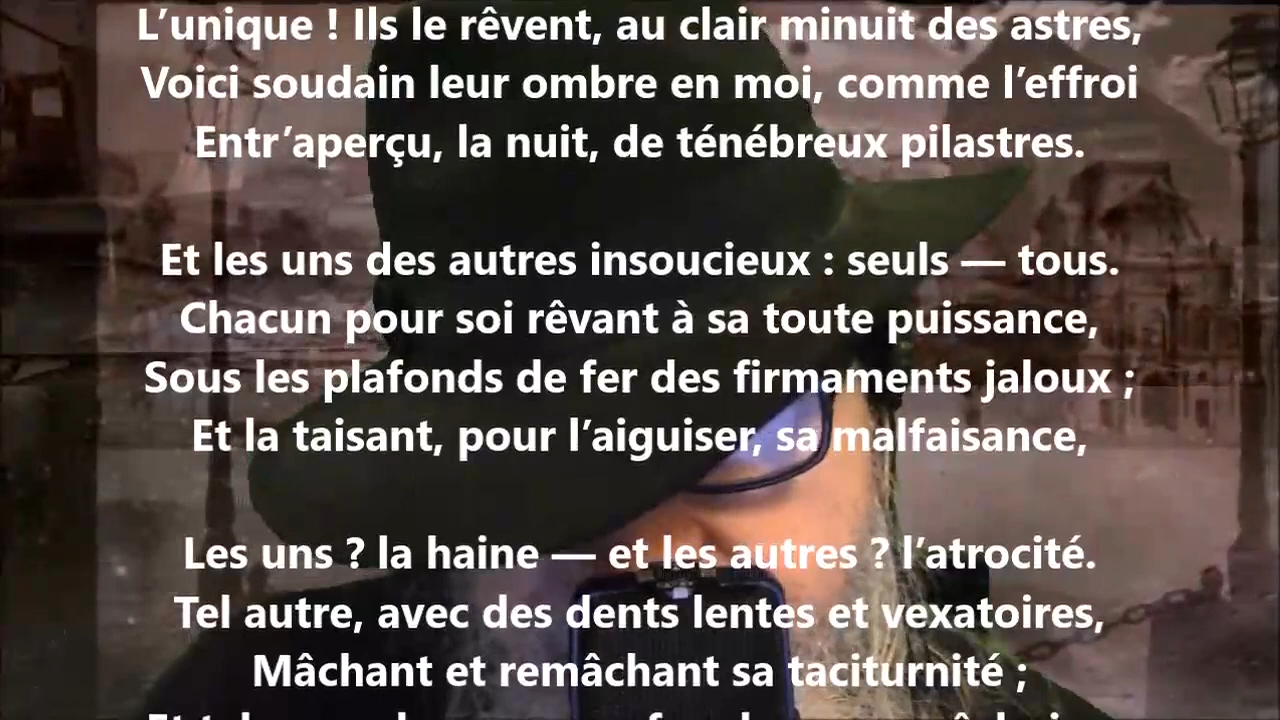 L’unique ! Ils le rêvent, au clair minuit des astres,
Voici soudain leur ombre en moi, comme l’effroi
Entr’aperçu, la nuit, de ténébreux pilastres.
Et les uns des autres insoucieux : seuls — tous.
Chacun pour soi rêvant à sa toute puissance,
Sous les plafonds de fer des firmaments jaloux ;
Et la taisant, pour l’aiguiser, sa malfaisance,
Les uns ? la haine — et les autres ? l’atrocité.
Tel autre, avec des dents lentes et vexatoires,
Mâchant et remâchant sa taciturnité ;